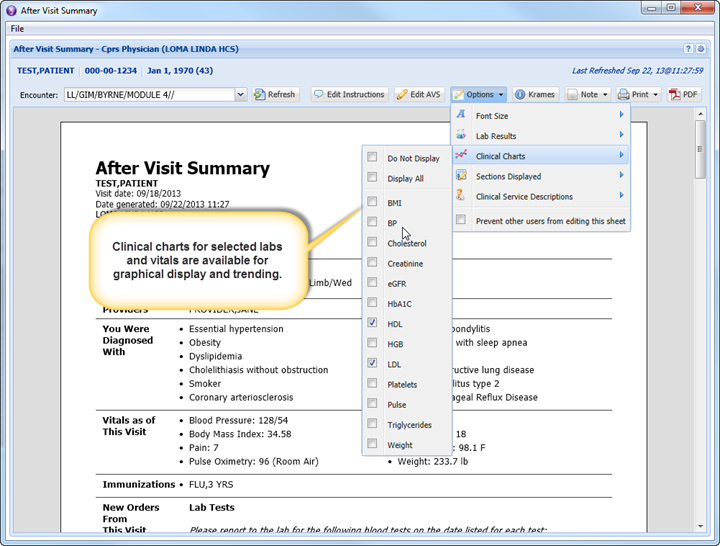 After Visit Summary
File
After Visit Summary - Cprs Physician (LOMA LINDA HCS)
TEST,PATIENT 000-00-1234 Jan 1, 1970 (43) Last Refreshed Sep 22, 13@11:27:59
Encounter: LL/GIM/BYRNE/MODULE 4// Refresh Edit Instructions Edit AVS Options Krames Note Print PDF
Font Size
Lab Results
Clinical Charts
Sections Displayed
Clinical Service Descriptions
Prevent other users from editing this sheet
Do Not Display
Display All
BMI
BP
Cholesterol
Creatinine
eGFR
HbA1C
HDL
HGB
LDL
Platelets
Pulse
Triglycerides
Weight
After Visit Summary
TEST,PATIENT
Visit date: 09/18/2013
Date generated: 09/22/2013 11:27
Clinical charts for selected labs
and vitals are available for
graphical display and trending.
Limb/Wed
Providers PROVIDER,JANE
You Were
Diagnosed
With
• Essential hypertension
• Obesity
• Dyslipidemia
• Cholelithiasis without obstruction
• Smoker
• Coronary arteriosclerosis
ondylitis
with sleep apnea
uctive lung disease
litus type 2
ageal Reflux Disease
Vitals as of
This Visit
• Blood Pressure: 128/54
• Body Mass Index: 34.58
• Pain: 7
• Pulse Oximetry: 96 (Room Air)
18
98.1 F
• Weight: 233.7 lb
Immunizations • FLU,3 YRS
New Orders
From
This Visit
Lab Tests
Please report to the lab for the following blood tests on the date listed for each test: